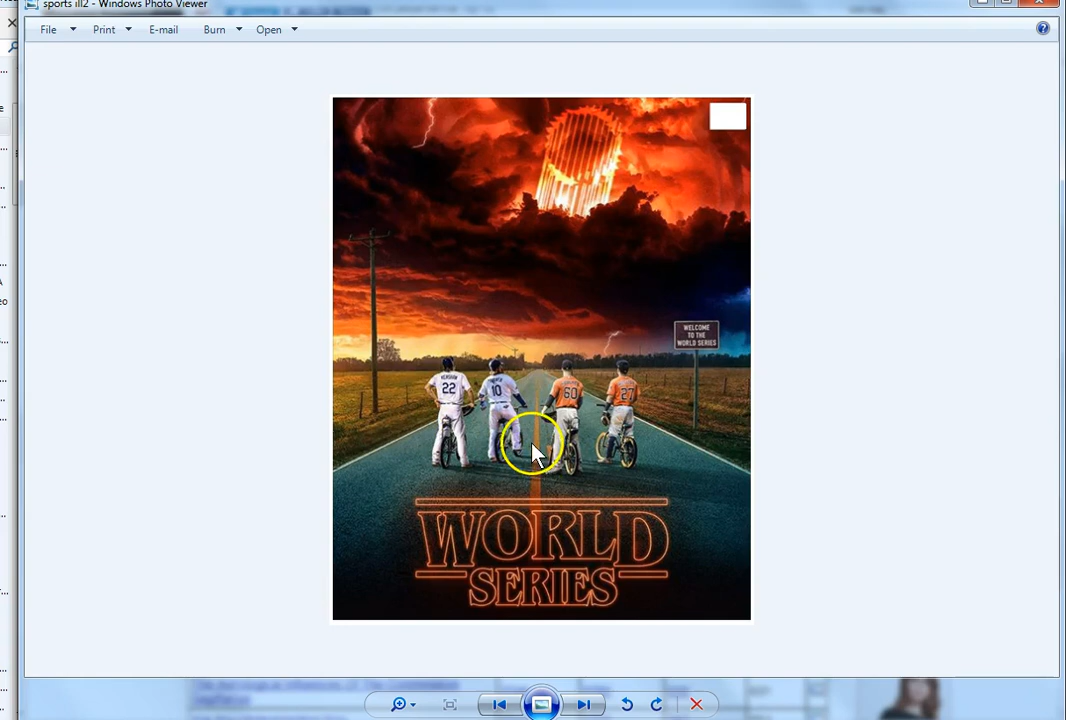 sports ill2 - Windows Photo Viewer
File Print E-mail Burn Open
WELCOME
TO THE
WORLD SERIES
KERSHAW
22
10
60
27
WORLD
SERIES